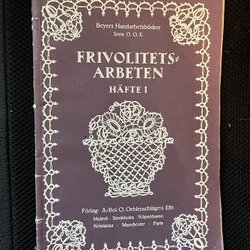 Beyers Handarbetsböcker
Serie O. O. E.
FRIVOLITETS-
ARBETEN
HÄFTE I
Förlag: A.-Bol. O. Oehlenschlägers Eftr.
Malmö - Stockholm - Köpenhamn
Kristiania - Manchester - Paris